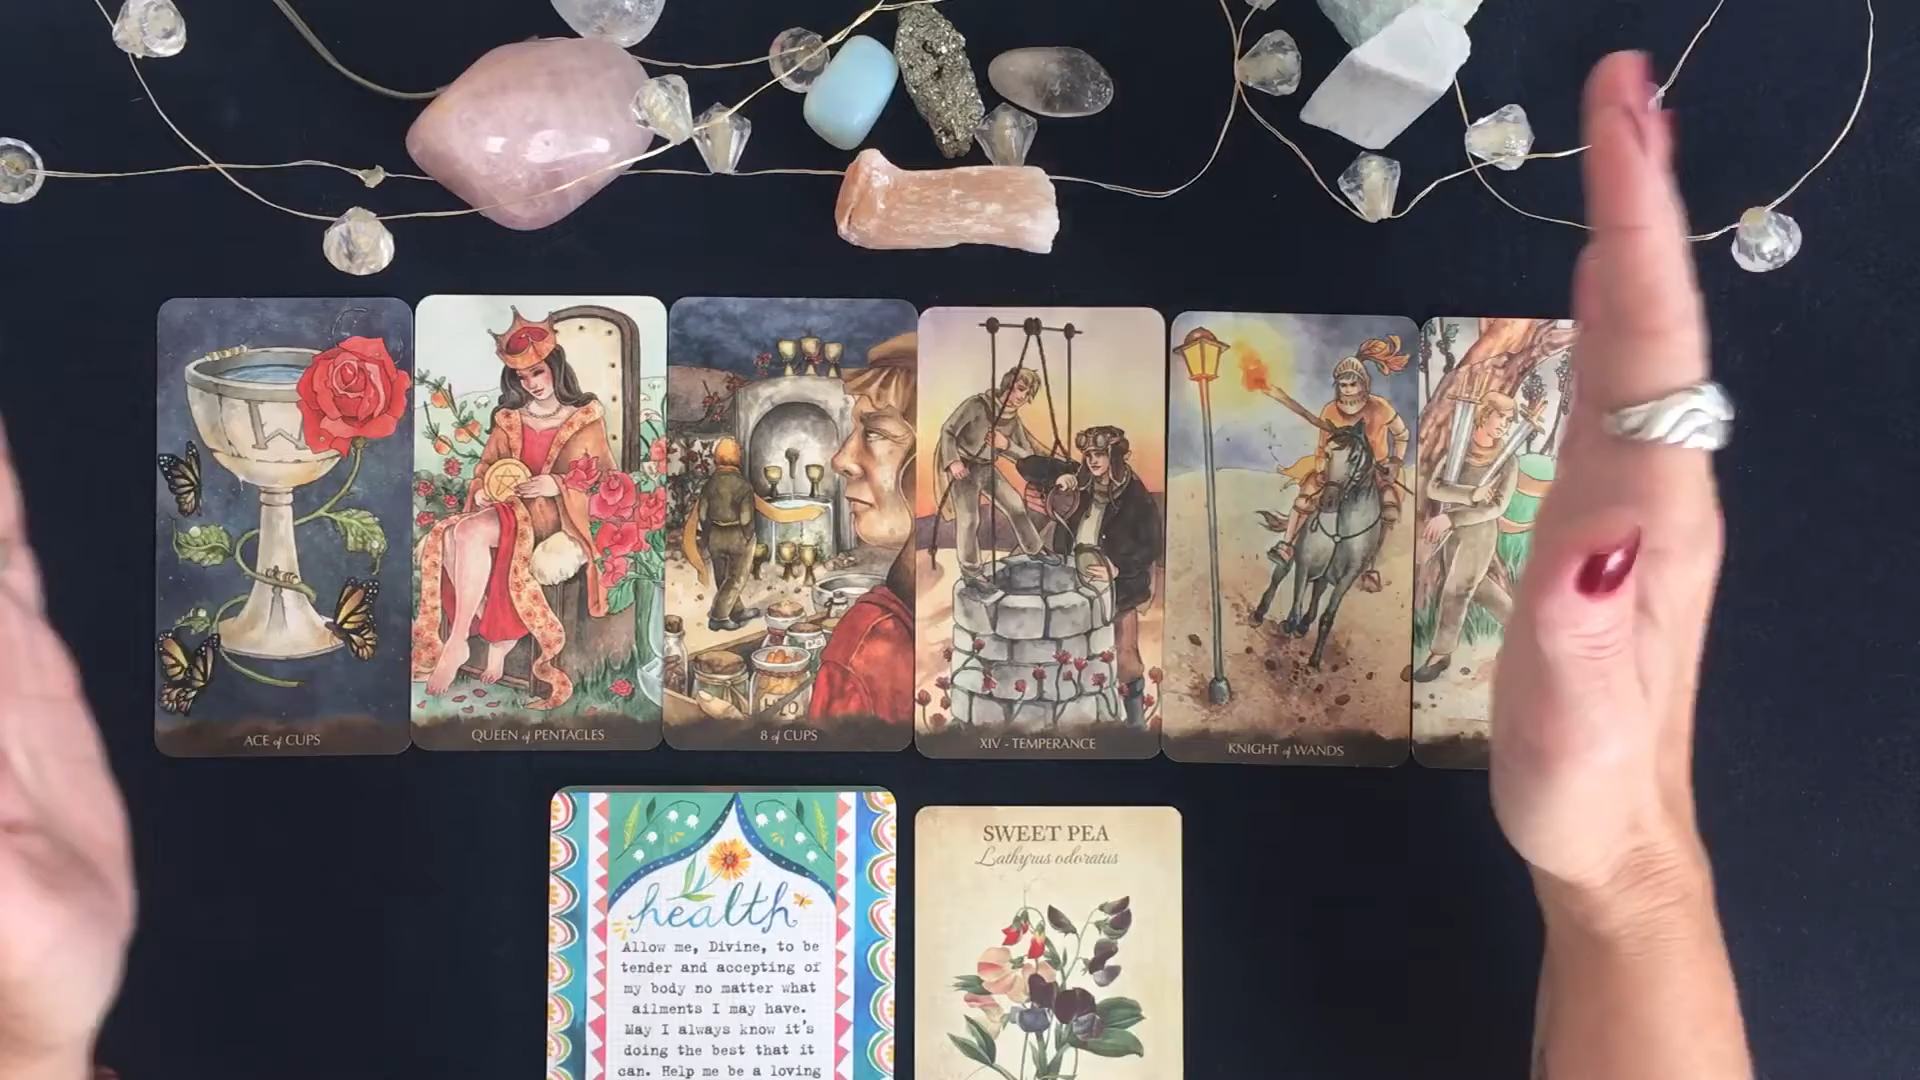 ACE of CUPS
QUEEN of PENTACLES
8 of CUPS
XIV - TEMPERANCE
KNIGHT of WANDS
H2O
health
Allow me, Divine, to be
tender and accepting of
my body no matter what
ailments I may have.
May I always know it's
doing the best that it
can. Help me be a loving
SWEET PEA
Lathyrus odoratus